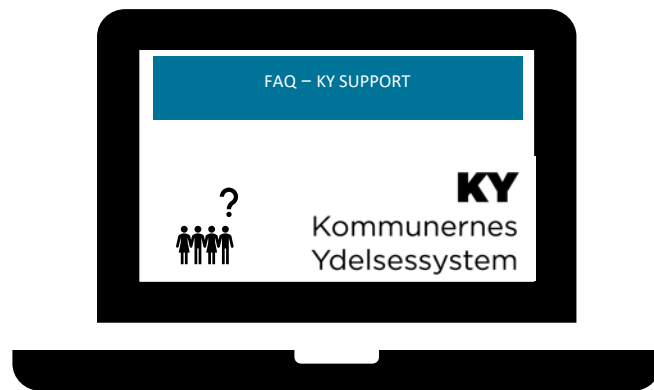 FAQ – KY SUPPORT
?
KY
Kommunernes
Ydelsessystem